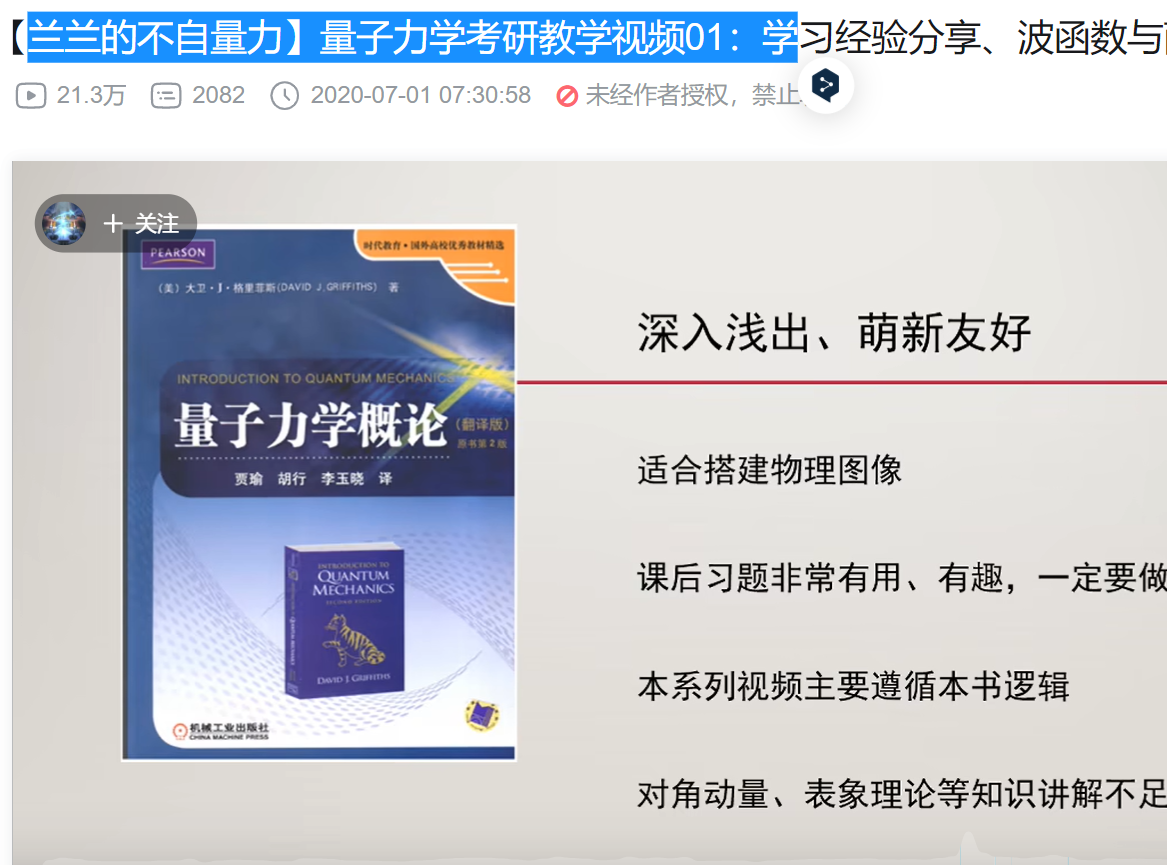 【兰兰的不自量力】量子力学考研教学视频01：学习经验分享、波函数与
21.3万 2082 2020-07-01 07:30:58 未经作者授权，禁止
关注
PEARSON
时代教育·国外高校优秀教材精选
（美）大卫·J·格里菲斯(DAVID J.GRIFFITHS) 著
INTRODUCTION TO QUANTUM MECHANICS
量子力学概论（翻译版）
原书第2版
贾瑜 胡行 李玉晓 译
INTRODUCTION TO
QUANTUM
MECHANICS
SECOND EDITION
DAVID J. GRIFFITHS
机械工业出版社
CHINA MACHINE PRESS
深入浅出、萌新友好
适合搭建物理图像
课后习题非常有用、有趣，一定要做
本系列视频主要遵循本书逻辑
对角动量、表象理论等知识讲解不足